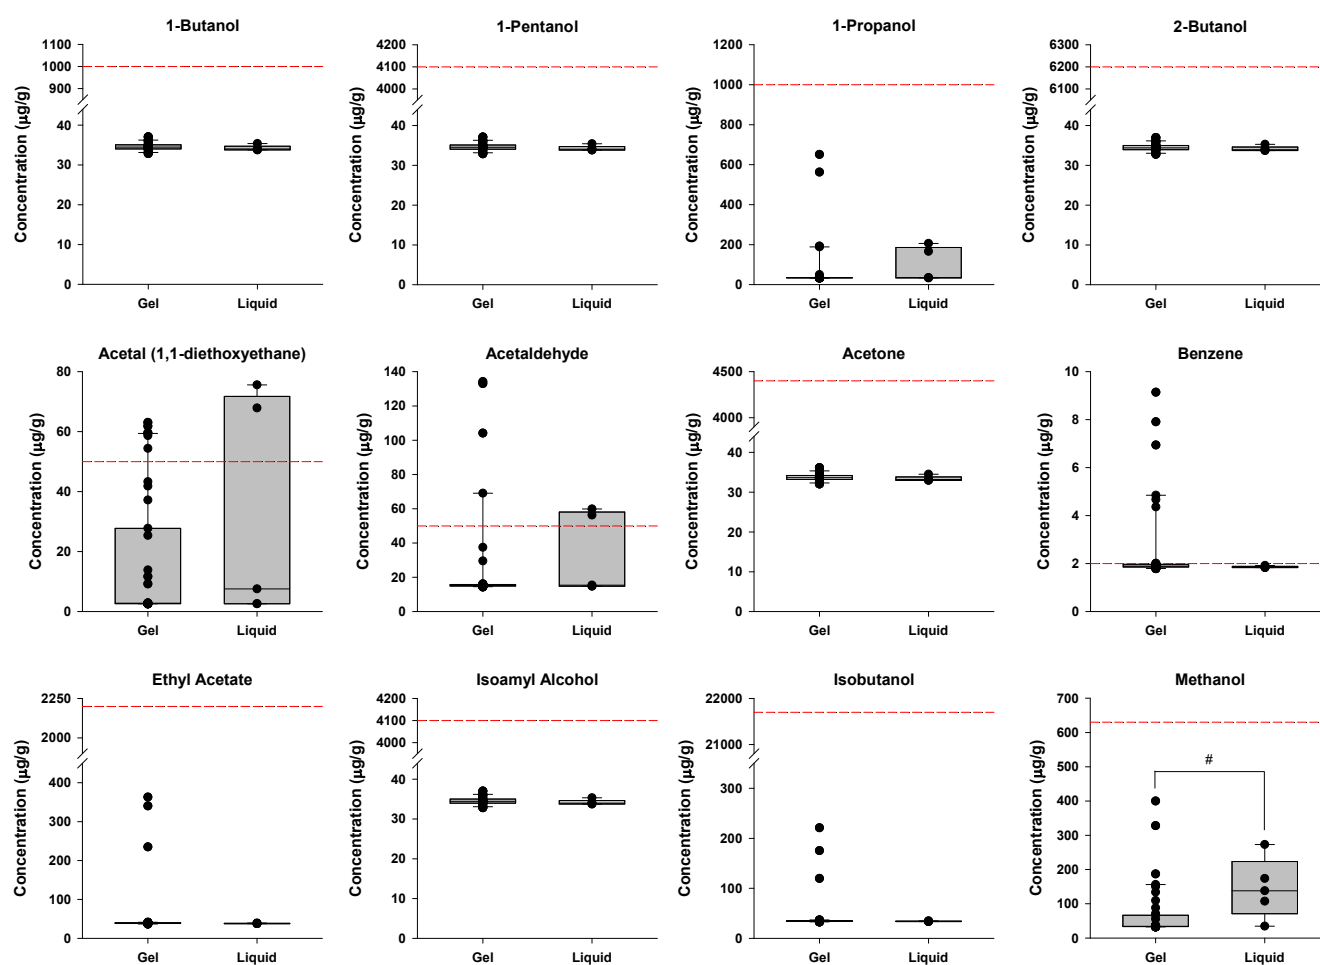 1-Butanol
1100
1000
900
40
30
20
10
0
Concentration (µg/g)
Gel Liquid
1-Pentanol
4200
4100
4000
40
30
20
10
0
Concentration (µg/g)
Gel Liquid
1-Propanol
1200
1000
800
600
400
200
0
Concentration (µg/g)
Gel Liquid
2-Butanol
6300
6200
6100
40
30
20
10
0
Concentration (µg/g)
Gel Liquid
Acetal (1,1-diethoxyethane)
80
60
40
20
0
Concentration (µg/g)
Gel Liquid
Acetaldehyde
140
120
100
80
60
40
20
0
Concentration (µg/g)
Gel Liquid
Acetone
4500
4000
40
30
20
10
0
Concentration (µg/g)
Gel Liquid
Benzene
10
8
6
4
2
0
Concentration (µg/g)
Gel Liquid
Ethyl Acetate
2250
2000
400
300
200
100
0
Concentration (µg/g)
Gel Liquid
Isoamyl Alcohol
4200
4100
4000
40
30
20
10
0
Concentration (µg/g)
Gel Liquid
Isobutanol
22000
21000
300
200
100
0
Concentration (µg/g)
Gel Liquid
Methanol
700
600
500
400
300
200
100
0
Concentration (µg/g)
#
Gel Liquid